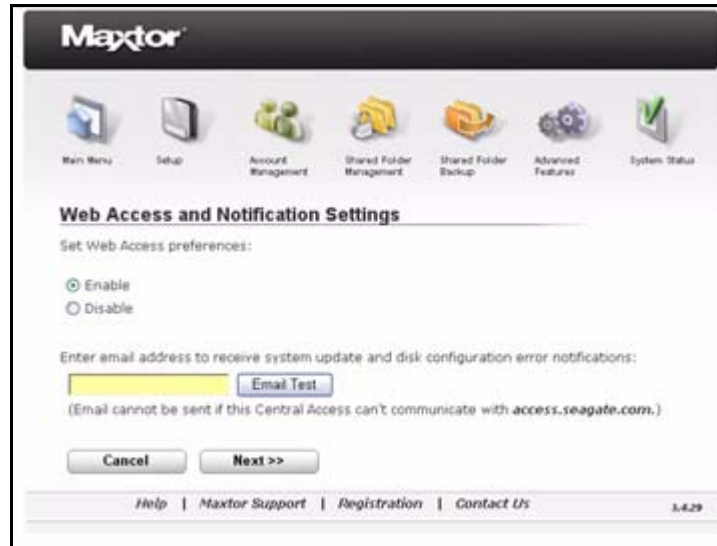 Maxtor
Main Menu
Setup
Account Management
Shared Folder Management
Shared Folder Backup
Advanced Features
System Status
Web Access and Notification Settings
Set Web Access preferences:
Enable
Disable
Enter email address to receive system update and disk configuration error notifications:
Email Test
(Email cannot be sent if this Central Access can't communicate with access.seagate.com.)
Cancel Next >>
Help | Maxtor Support | Registration | Contact Us 3.4.29